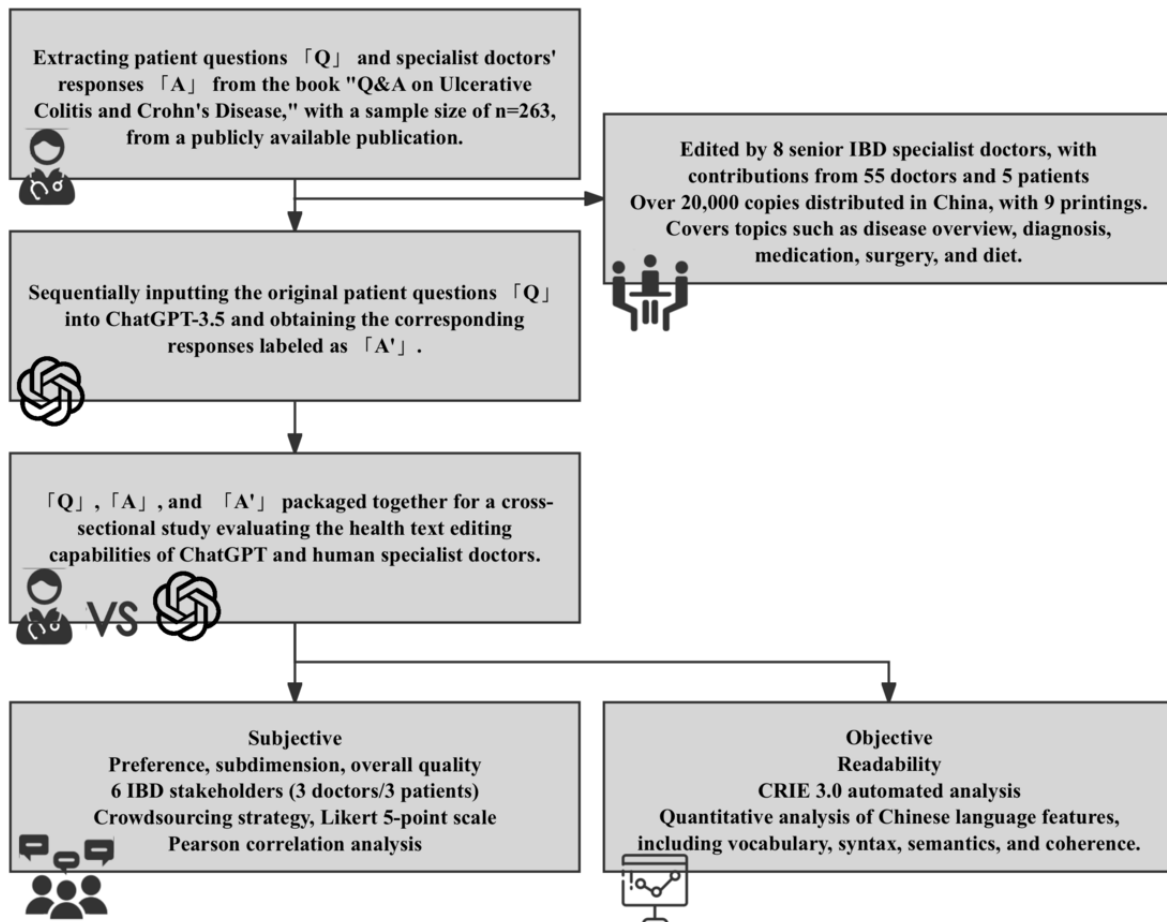 Extracting patient questions 「Q」 and specialist doctors'
responses 「A」 from the book "Q&A on Ulcerative
Colitis and Crohn's Disease," with a sample size of n=263,
from a publicly available publication.
Edited by 8 senior IBD specialist doctors, with
contributions from 55 doctors and 5 patients
Over 20,000 copies distributed in China, with 9 printings.
Covers topics such as disease overview, diagnosis,
medication, surgery, and diet.
Sequentially inputting the original patient questions 「Q」
into ChatGPT-3.5 and obtaining the corresponding
responses labeled as 「A'」.
「Q」,「A」, and 「A'」 packaged together for a cross-
sectional study evaluating the health text editing
capabilities of ChatGPT and human specialist doctors.
VS
Subjective
Preference, subdimension, overall quality
6 IBD stakeholders (3 doctors/3 patients)
Crowdsourcing strategy, Likert 5-point scale
Pearson correlation analysis
Objective
Readability
CRIE 3.0 automated analysis
Quantitative analysis of Chinese language features,
including vocabulary, syntax, semantics, and coherence.